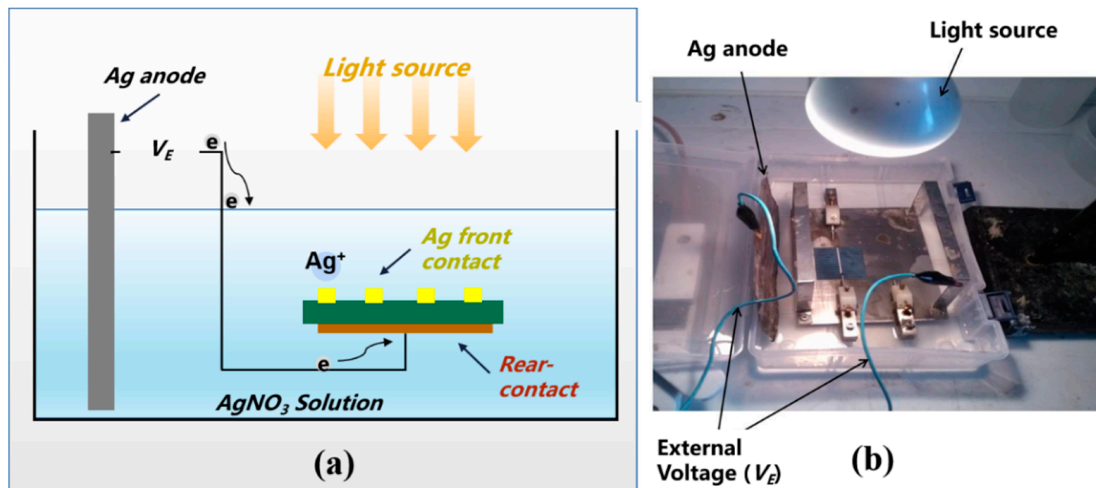 Ag anode
Light source
V_E
e
e
Ag⁺
Ag front
contact
e
Rear-
contact
AgNO₃ Solution
(a)
Ag anode
Light source
External
Voltage (V_E)
(b)